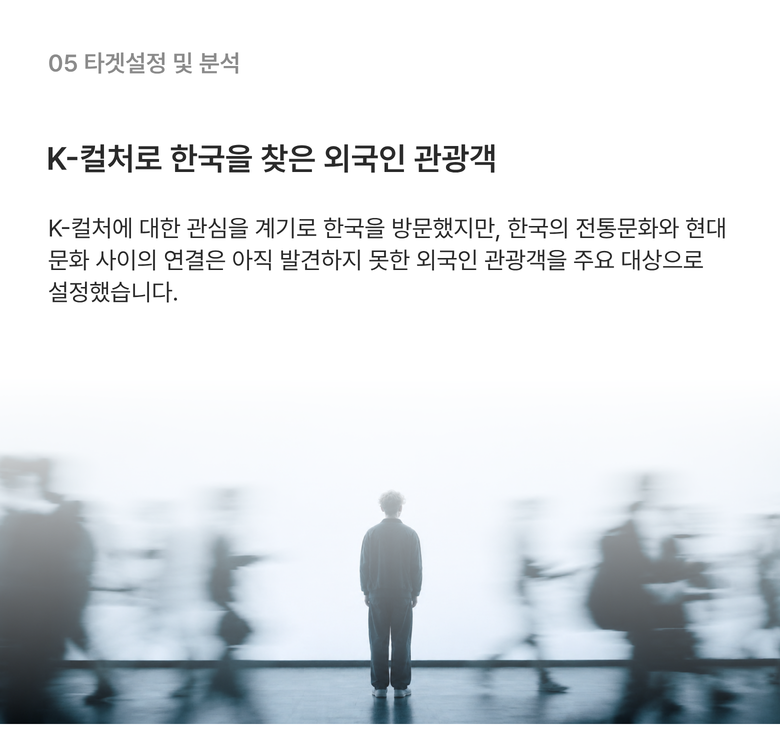 05 타겟설정 및 분석
K-컬처로 한국을 찾은 외국인 관광객
K-컬처에 대한 관심을 계기로 한국을 방문했지만, 한국의 전통문화와 현대
문화 사이의 연결은 아직 발견하지 못한 외국인 관광객을 주요 대상으로
설정했습니다.